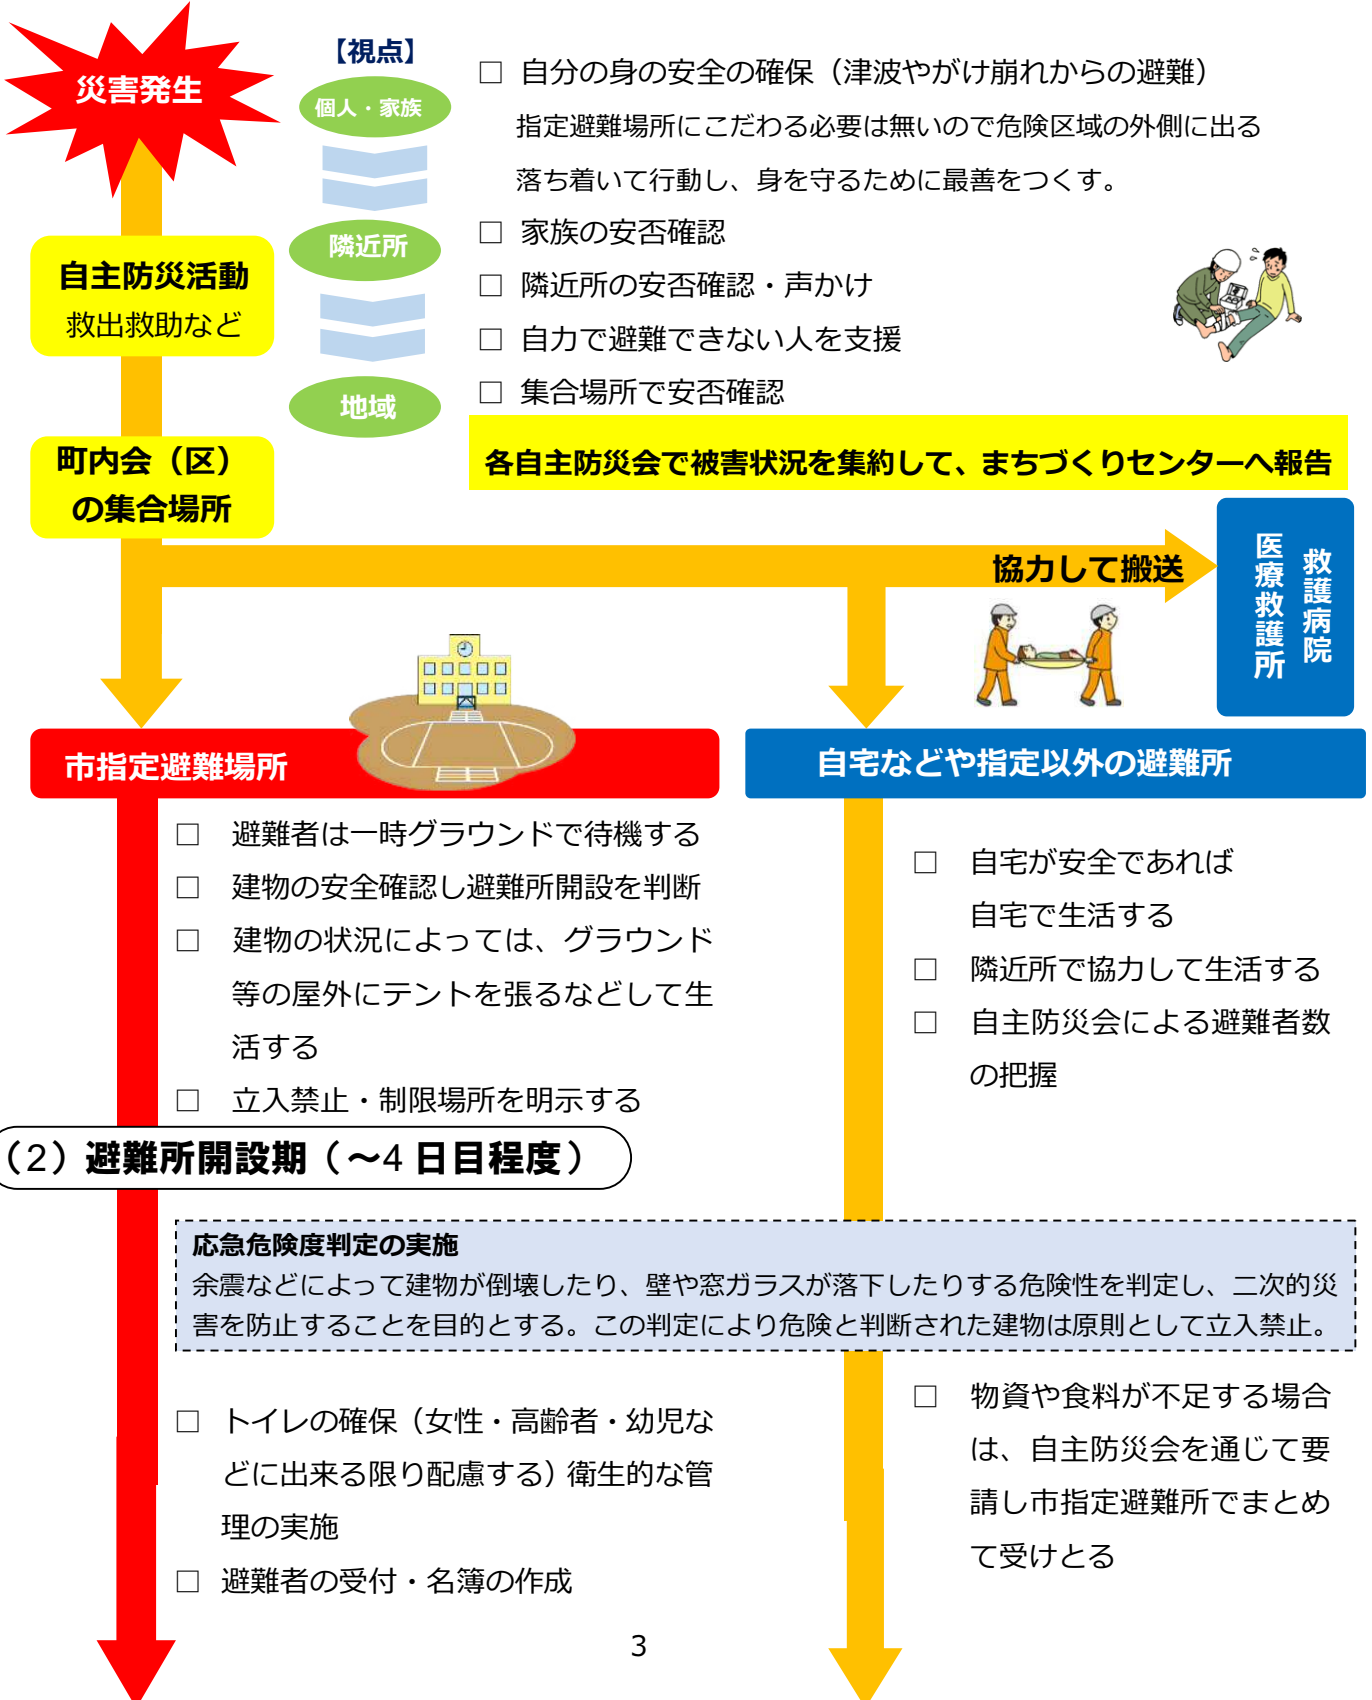 災害発生
【視点】
個人・家族
□ 自分の身の安全の確保（津波やがけ崩れからの避難）
指定避難場所にこだわる必要は無いので危険区域の外側に出る
落ち着いて行動し、身を守るために最善をつくす。
隣近所
□ 家族の安否確認
□ 隣近所の安否確認・声かけ
□ 自力で避難できない人を支援
地域
□ 集合場所で安否確認
自主防災活動
救出救助など
町内会（区）
の集合場所
各自主防災会で被害状況を集約して、まちづくりセンターへ報告
協力して搬送
救護病院
医療救護所
市指定避難場所
□ 避難者は一時グラウンドで待機する
□ 建物の安全確認し避難所開設を判断
□ 建物の状況によっては、グラウンド
等の屋外にテントを張るなどして生
活する
□ 立入禁止・制限場所を明示する
自宅などや指定以外の避難所
□ 自宅が安全であれば
自宅で生活する
□ 隣近所で協力して生活する
□ 自主防災会による避難者数
の把握
（2）避難所開設期（～4 日目程度）
応急危険度判定の実施
余震などによって建物が倒壊したり、壁や窓ガラスが落下したりする危険性を判定し、二次的災
害を防止することを目的とする。この判定により危険と判断された建物は原則として立入禁止。
□ トイレの確保（女性・高齢者・幼児な
どに出来る限り配慮する）衛生的な管
理の実施
□ 避難者の受付・名簿の作成
□ 物資や食料が不足する場合
は、自主防災会を通じて要
請し市指定避難所でまとめ
て受けとる
3